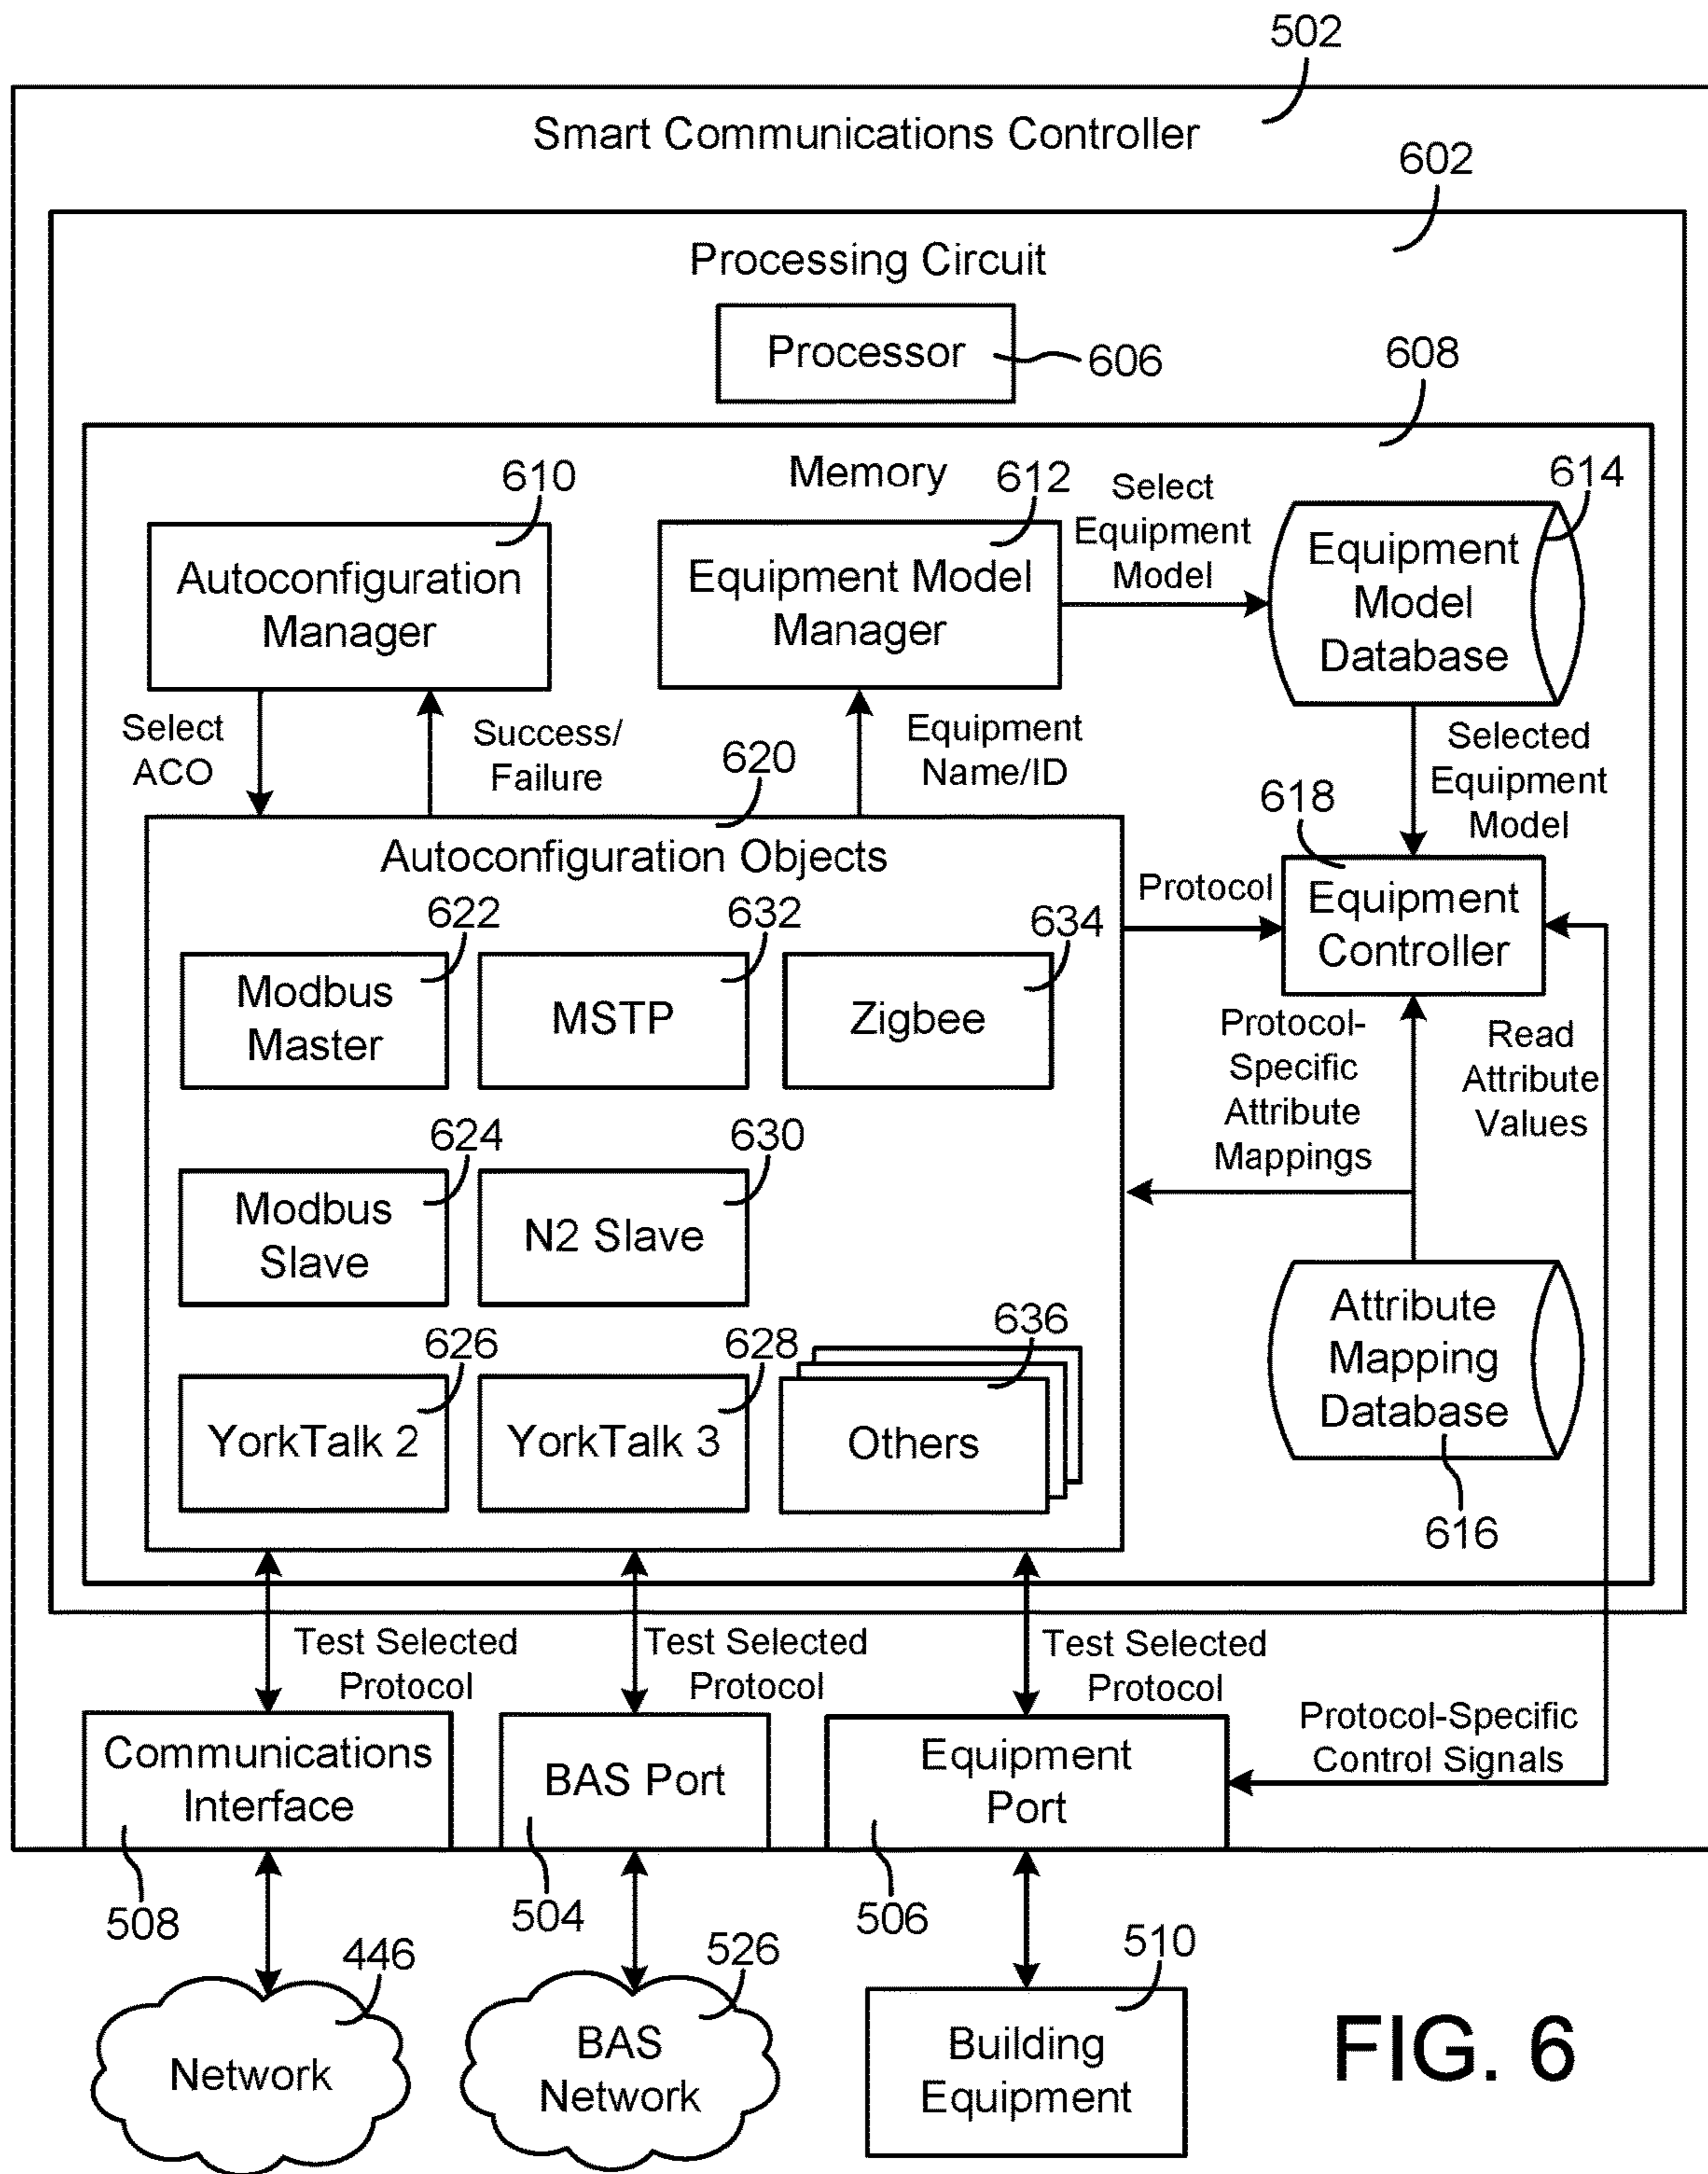 502
Smart Communications Controller
602
Processing Circuit
Processor
606
608
Memory
610
612
614
Autoconfiguration
Manager
Equipment Model
Manager
Select
Equipment
Model
Equipment
Model
Database
Select
ACO
Success/
Failure
Equipment
Name/ID
Selected
Equipment
Model
620
618
Autoconfiguration Objects
Protocol
Equipment
Controller
622
Modbus
Master
632
MSTP
634
Zigbee
Protocol-
Specific
Attribute
Mappings
Read
Attribute
Values
624
Modbus
Slave
630
N2 Slave
626
YorkTalk 2
628
YorkTalk 3
636
Others
Attribute
Mapping
Database
616
Test Selected
Protocol
Test Selected
Protocol
Test Selected
Protocol
Protocol-Specific
Control Signals
Communications
Interface
BAS Port
Equipment
Port
508
504
506
446
Network
526
BAS
Network
510
Building
Equipment
FIG. 6